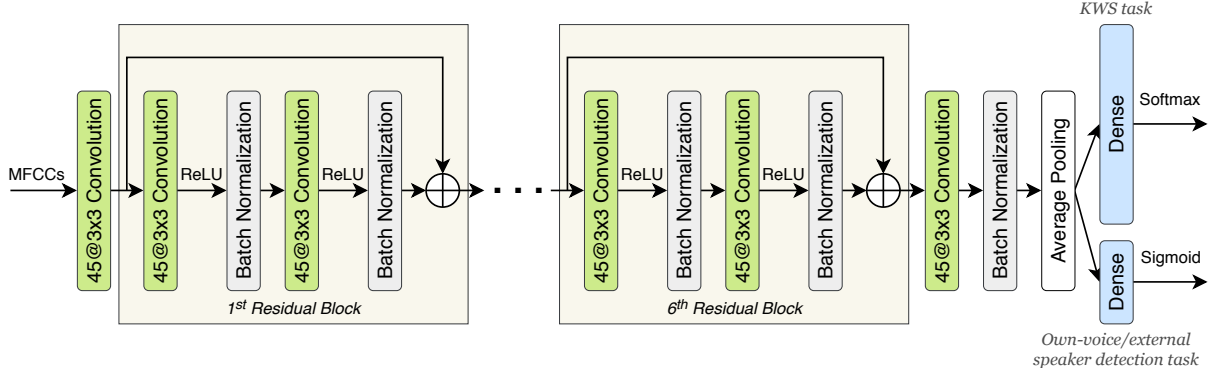 KWS task
MFCCs
45@3x3 Convolution
45@3x3 Convolution
ReLU
Batch Normalization
45@3x3 Convolution
ReLU
Batch Normalization
1st Residual Block
. . .
45@3x3 Convolution
ReLU
Batch Normalization
45@3x3 Convolution
ReLU
Batch Normalization
6th Residual Block
45@3x3 Convolution
Batch Normalization
Average Pooling
Dense
Softmax
Dense
Sigmoid
Own-voice/external
speaker detection task